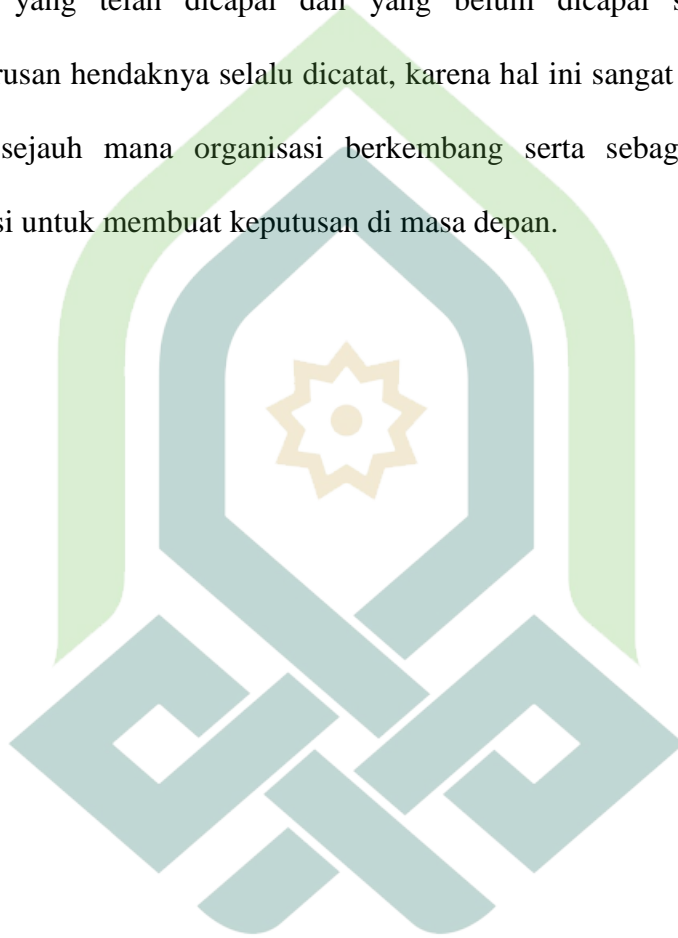 yang telah dicapai dan yang belum dicapai s
rusan hendaknya selalu dicatat, karena hal ini sangat
sejauh mana organisasi berkembang serta sebag
si untuk membuat keputusan di masa depan.